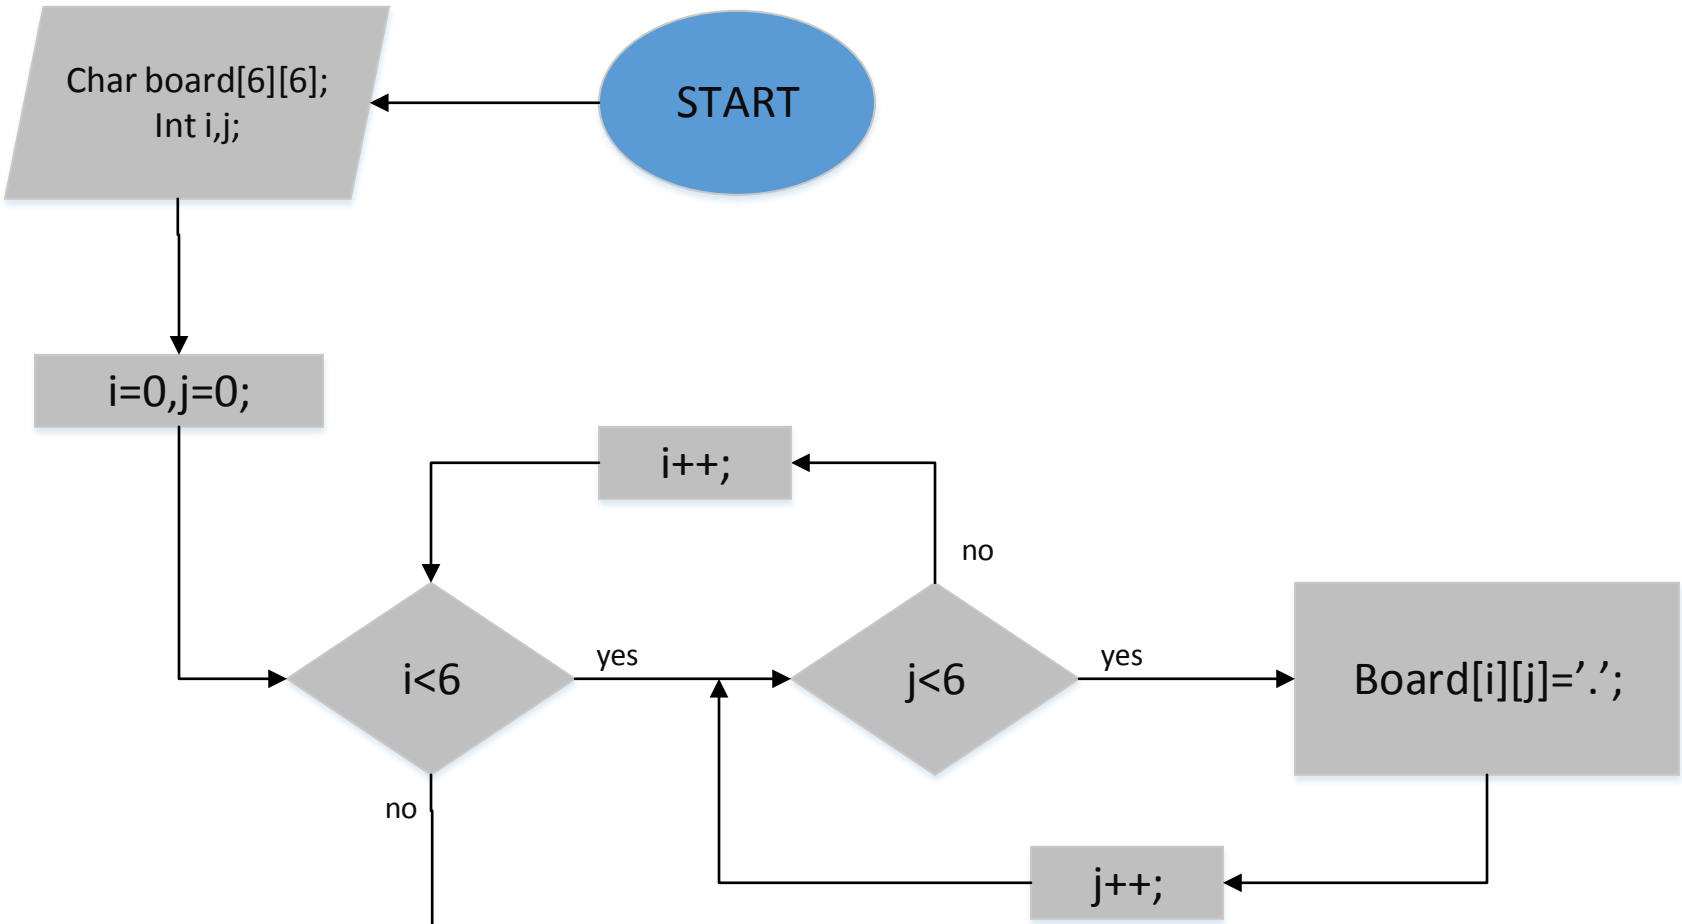 START
Char board[6][6];
Int i,j;
i=0,j=0;
i++;
no
i<6
yes
j<6
yes
Board[i][j]=’.’;
no
j++;